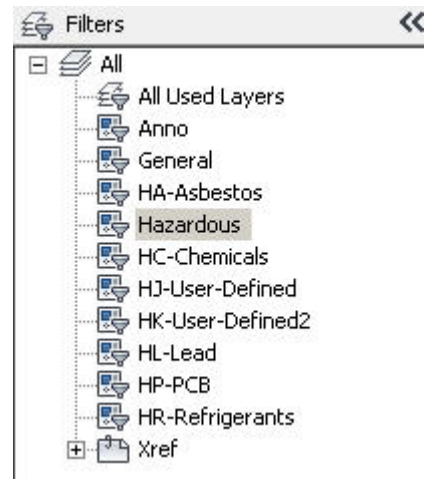 Filters
All
All Used Layers
Anno
General
HA-Asbestos
Hazardous
HC-Chemicals
HJ-User-Defined
HK-User-Defined2
HL-Lead
HP-PCB
HR-Refrigerants
Xref